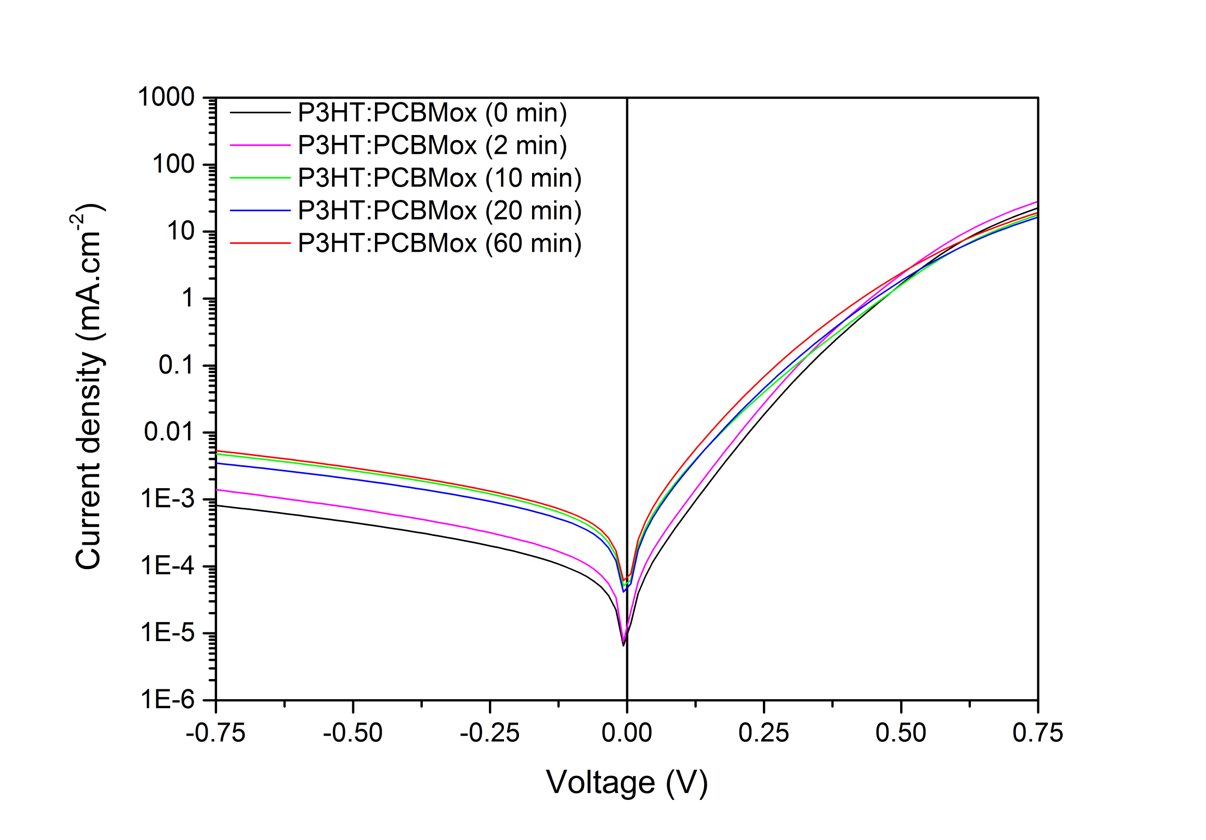 1000
100
10
1
0.1
0.01
1E-3
1E-4
1E-5
1E-6
Current density (mA.cm-2)
P3HT:PCBMox (0 min)
P3HT:PCBMox (2 min)
P3HT:PCBMox (10 min)
P3HT:PCBMox (20 min)
P3HT:PCBMox (60 min)
-0.75 -0.50 -0.25 0.00 0.25 0.50 0.75
Voltage (V)